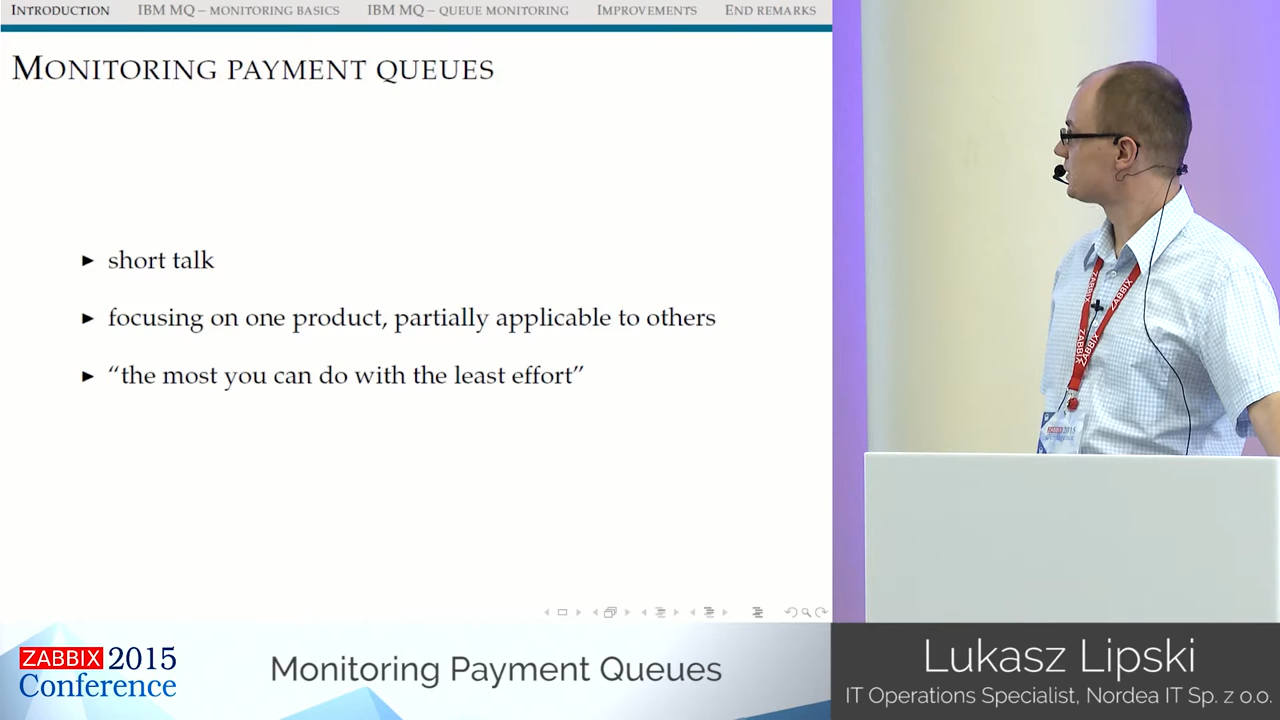 INTRODUCTION IBM MQ – MONITORING BASICS IBM MQ – QUEUE MONITORING IMPROVEMENTS END REMARKS
MONITORING PAYMENT QUEUES
► short talk
► focusing on one product, partially applicable to others
► “the most you can do with the least effort”
ZABBIX
ZABBIX
ZABBIX 2015
Conference
Monitoring Payment Queues
Lukasz Lipski
IT Operations Specialist, Nordea IT Sp. z o.o.